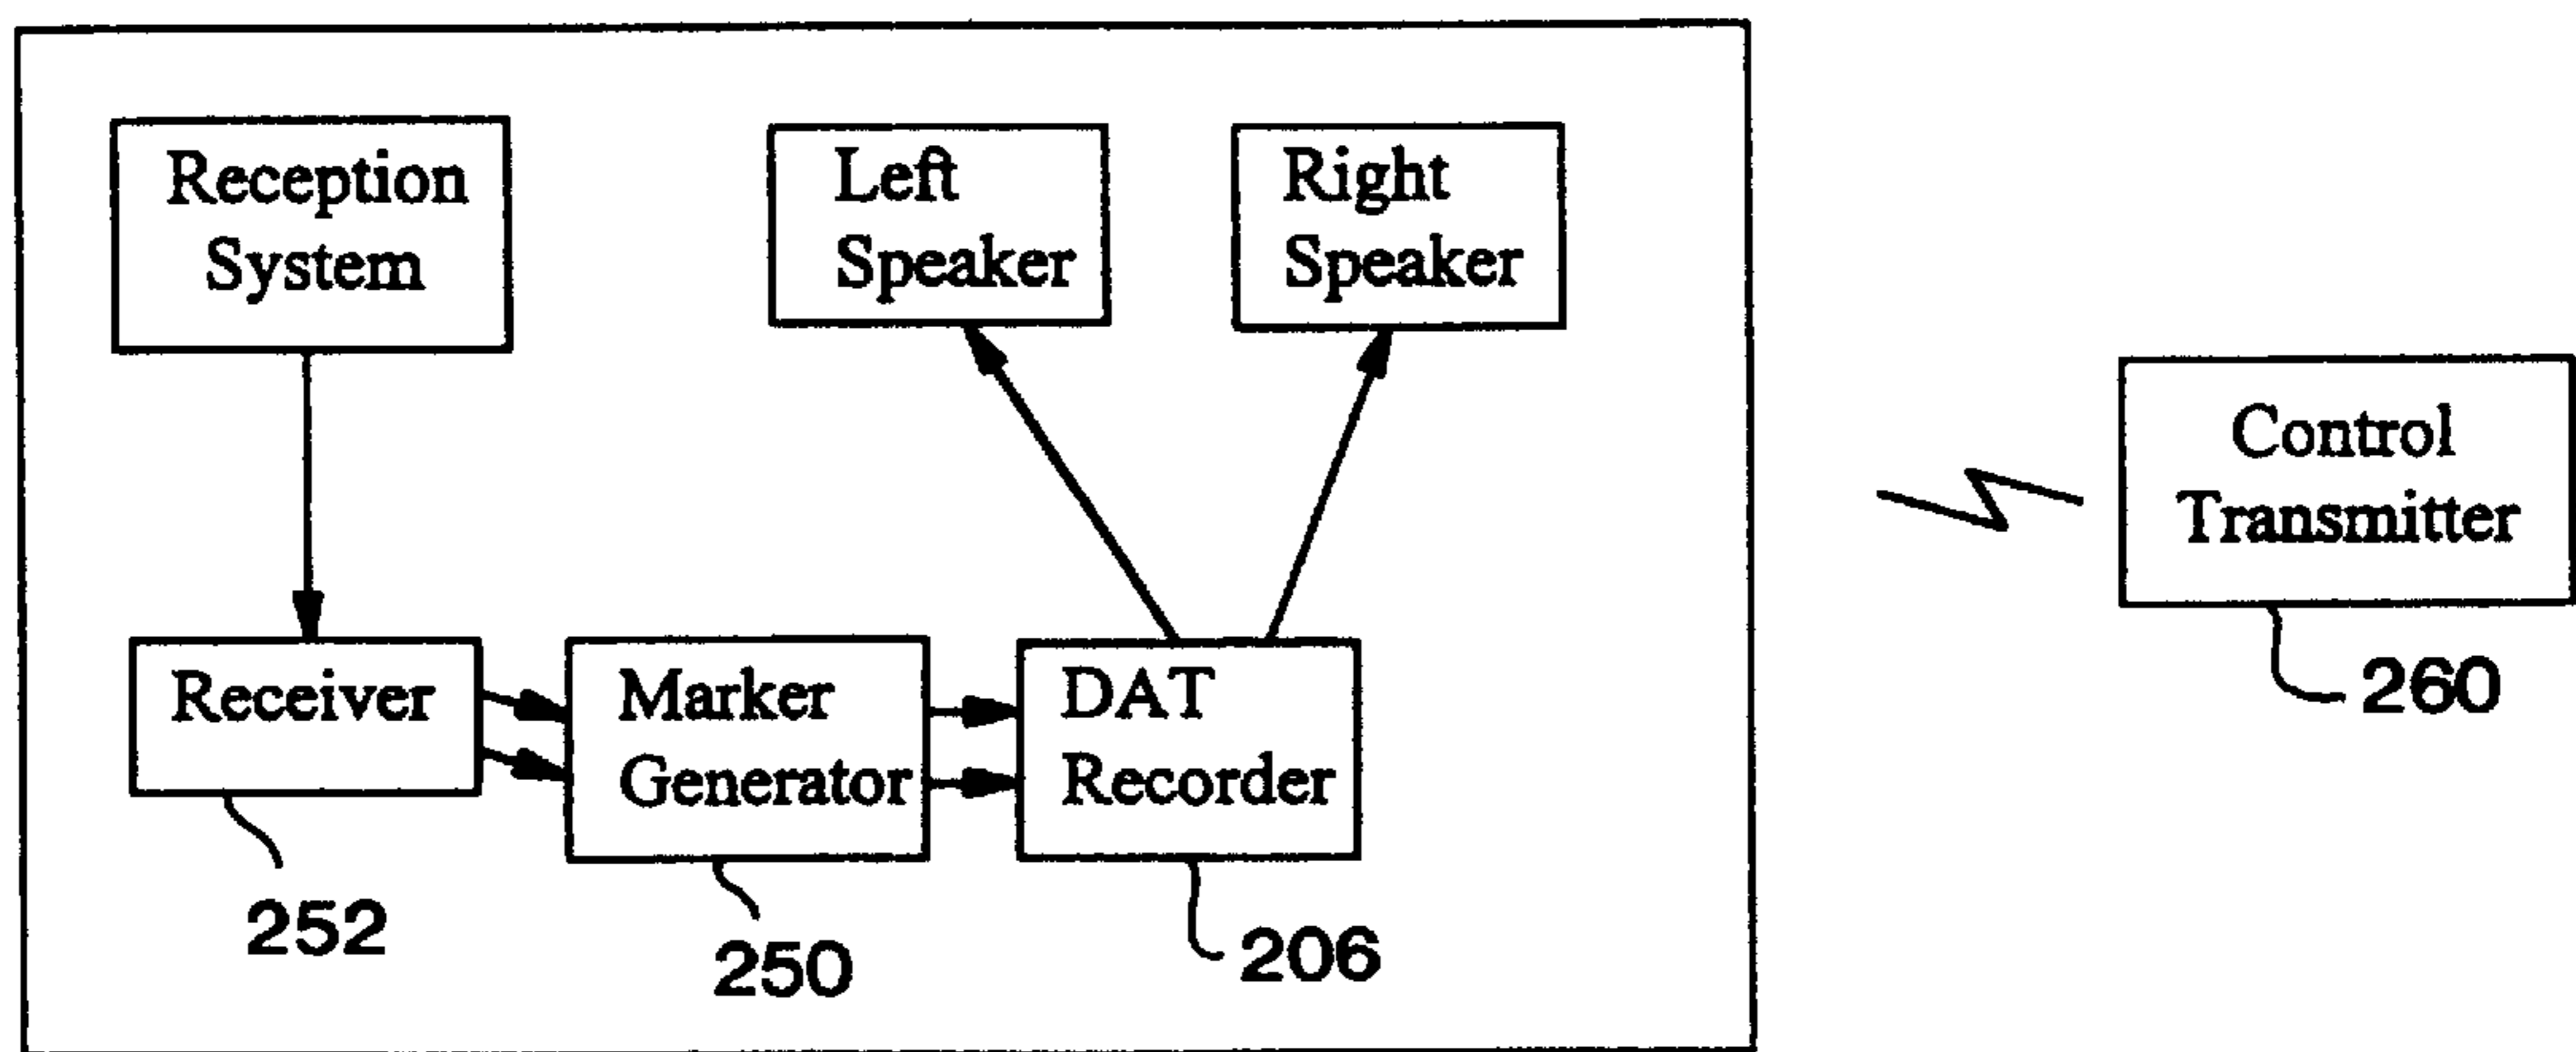 Reception
System
Left
Speaker
Right
Speaker
Control
Transmitter
260
Receiver
Marker
Generator
DAT
Recorder
252
250
206